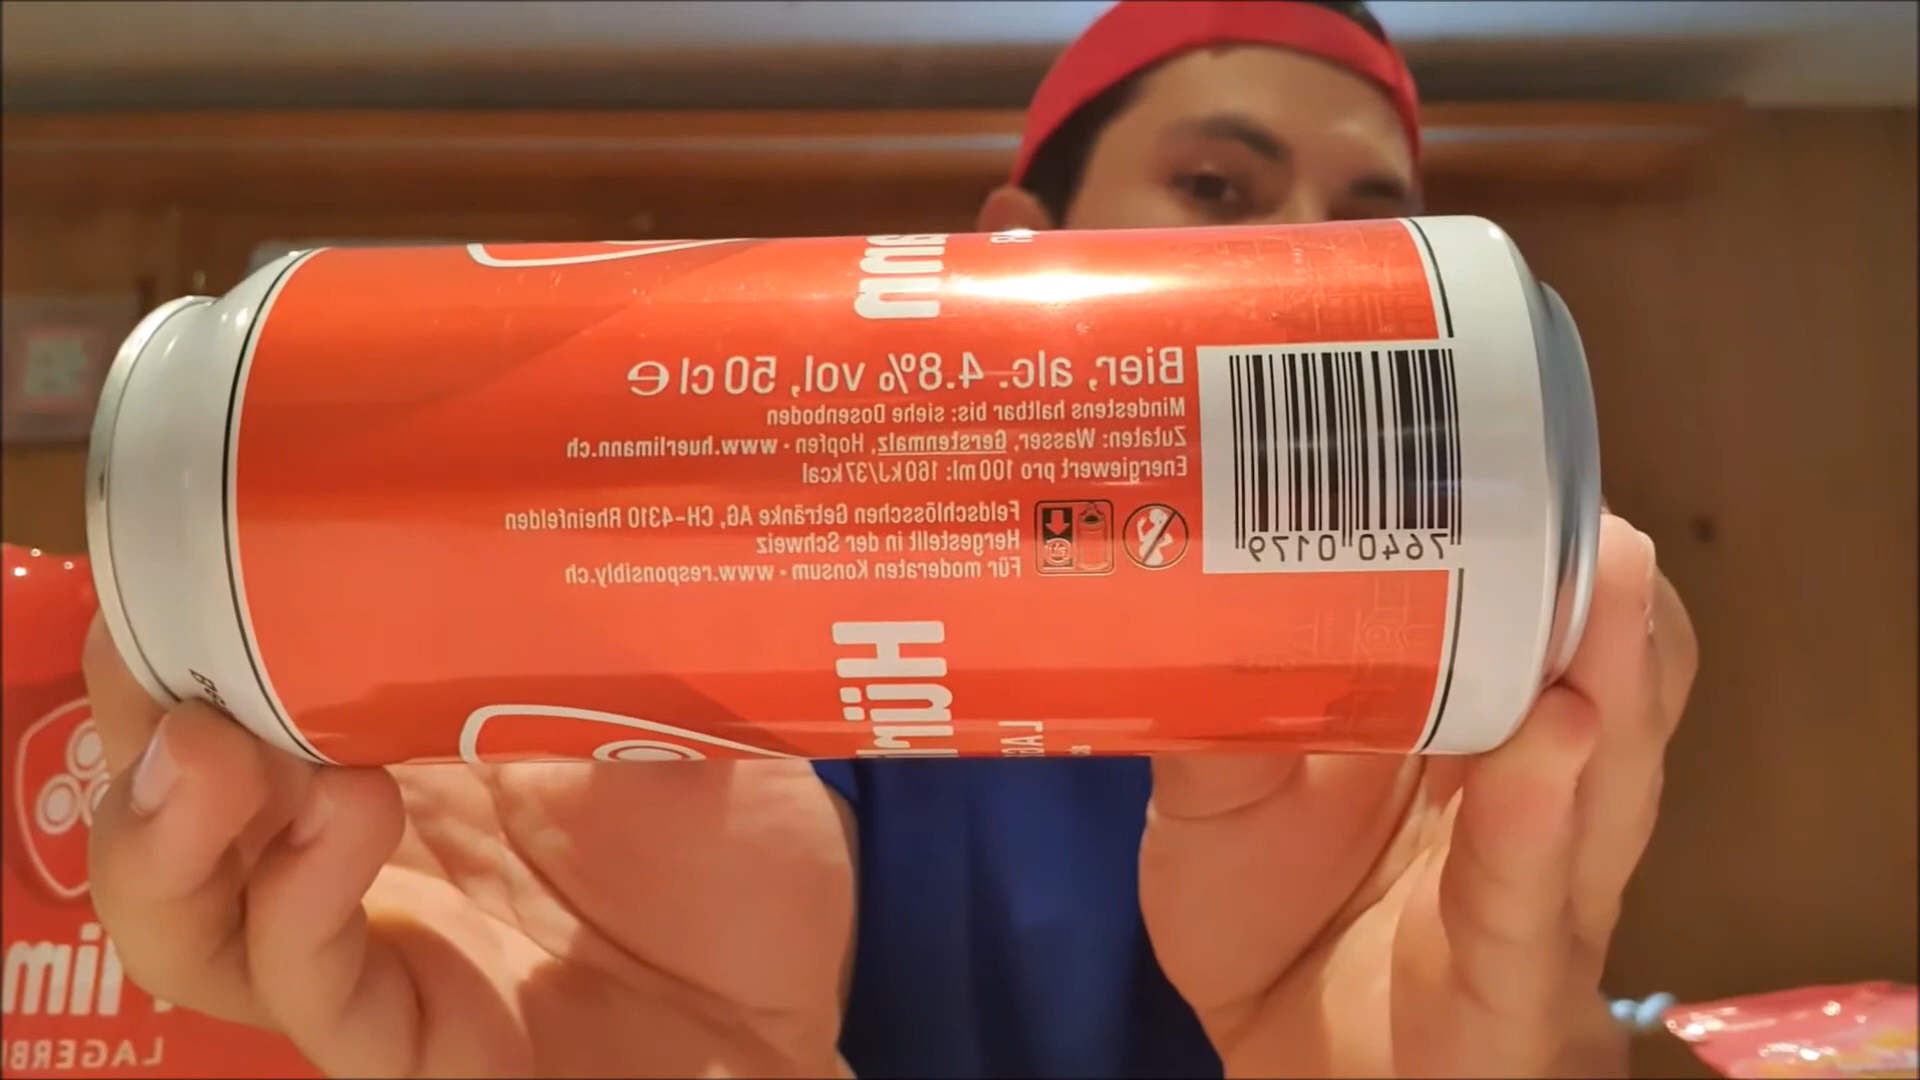 Bier, alc. 4.8% vol, 50 cl e
Mindestens haltbar bis: siehe Dosenboden
Zutaten: Wasser, Gerstenmalz, Hopfen - www.huerlimann.ch
Energiewert pro 100 ml: 160 kJ/37 kcal
Feldschlösschen Getränke AG, CH-4310 Rheinfelden
Hergestellt in der Schweiz
Für moderaten Konsum - www.responsibly.ch
7640 0179
Hürl